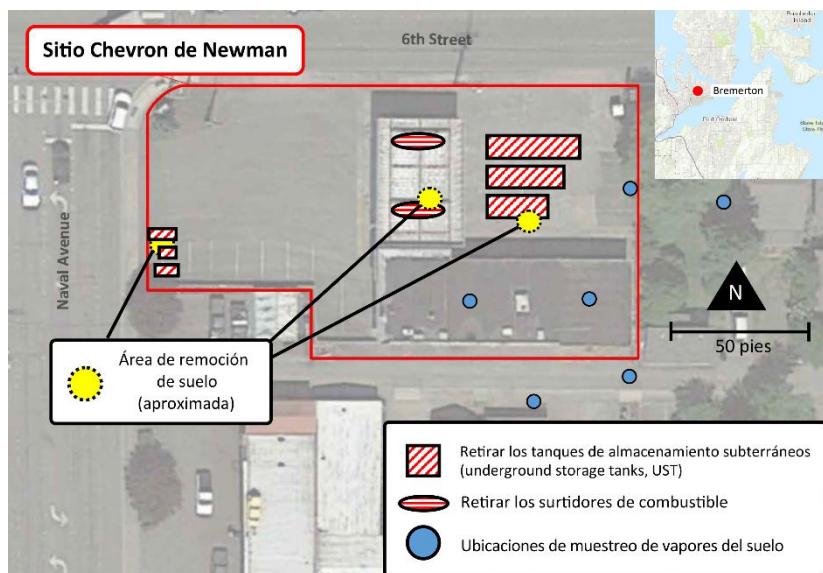 6th Street
Sitio Chevron de Newman
Bremerton
Naval Avenue
N
50 pies
Área de remoción
de suelo
(aproximada)
Retirar los tanques de almacenamiento subterráneos
(underground storage tanks, UST)
Retirar los surtidores de combustible
Ubicaciones de muestreo de vapores del suelo